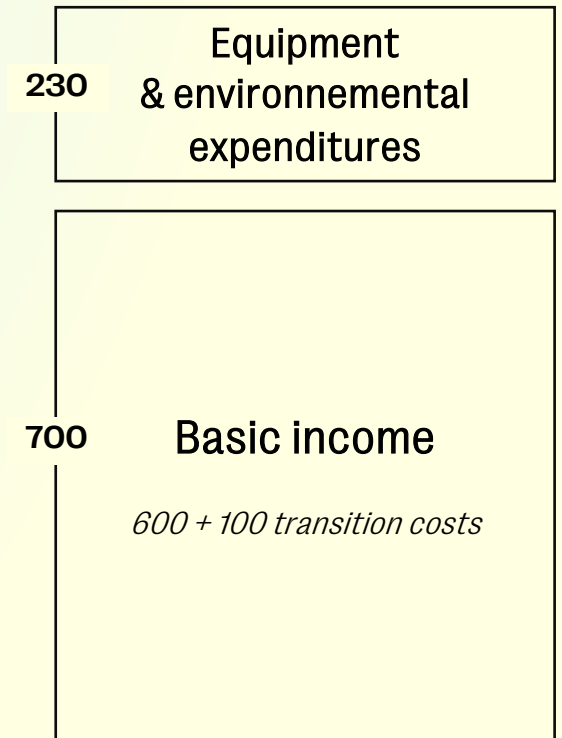 Equipment
230
& environnemental
expenditures
700
Basic income
600 + 100 transition costs